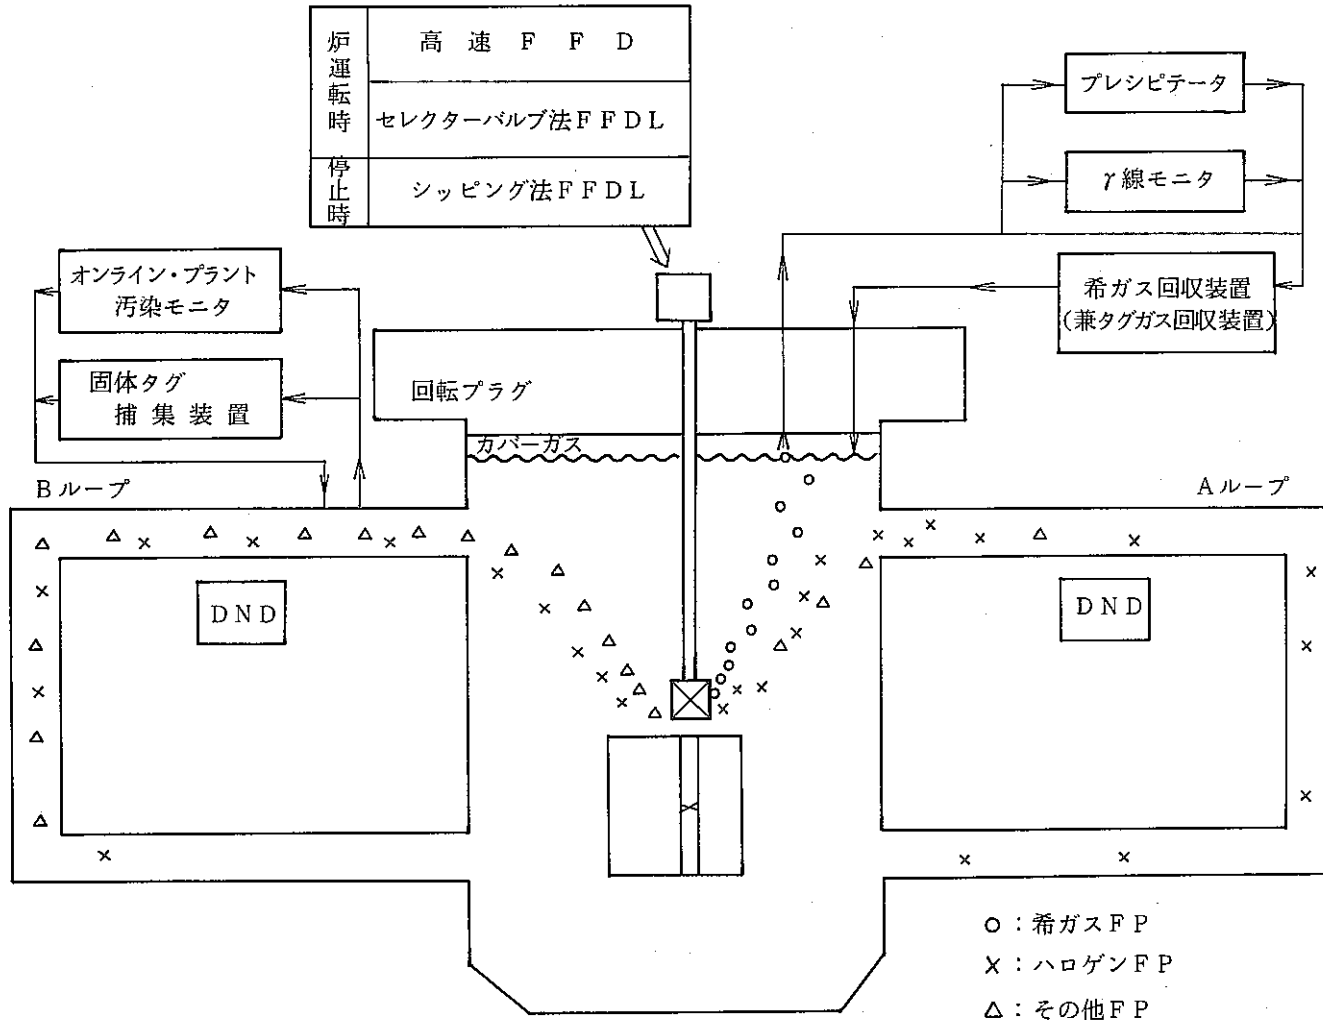 炉運転時
高速FFD
セレクターバルブ法FFDL
停止時
シッピング法FFDL
プレシピテータ
γ線モニタ
希ガス回収装置
(兼タグガス回収装置)
オンライン・プラント
汚染モニタ
固体タグ
捕集装置
回転プラグ
カバーガス
Bループ
Aループ
DND
DND
○:希ガスFP
×:ハロゲンFP
△:その他FP